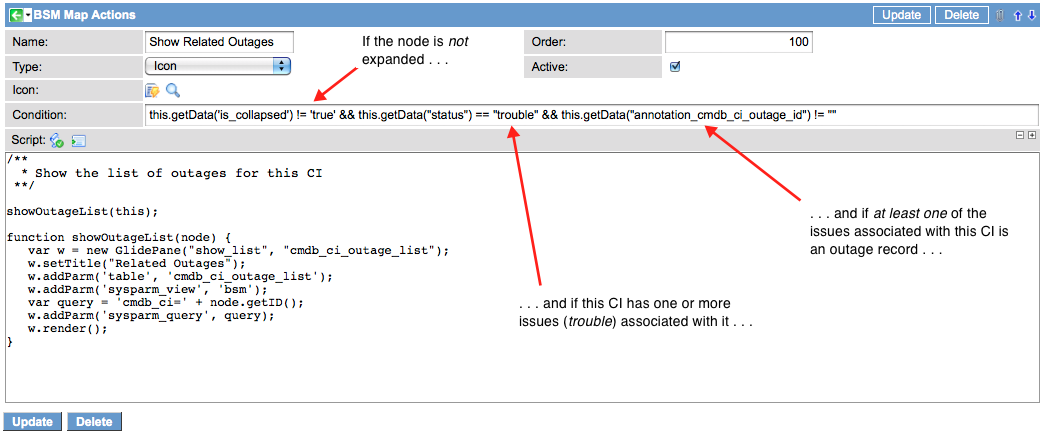 BSM Map Actions
Update Delete
Name: Show Related Outages
Order: 100
If the node is not
expanded . . .
Type: Icon
Active:
Icon:
Condition: this.getData('is_collapsed') != 'true' && this.getData("status") == "trouble" && this.getData("annotation_cmdb_ci_outage_id") != ""
Script:
/**
 * Show the list of outages for this CI
 **/
showOutageList(this);
function showOutageList(node) {
   var w = new GlidePane("show_list", "cmdb_ci_outage_list");
   w.setTitle("Related Outages");
   w.addParm('table', 'cmdb_ci_outage_list');
   w.addParm('sysparm_view', 'bsm');
   var query = 'cmdb_ci=' + node.getID();
   w.addParm('sysparm_query', query);
   w.render();
}
. . . and if at least one of the
issues associated with this CI is
an outage record . . .
. . . and if this CI has one or more
issues (trouble) associated with it . . .
Update Delete